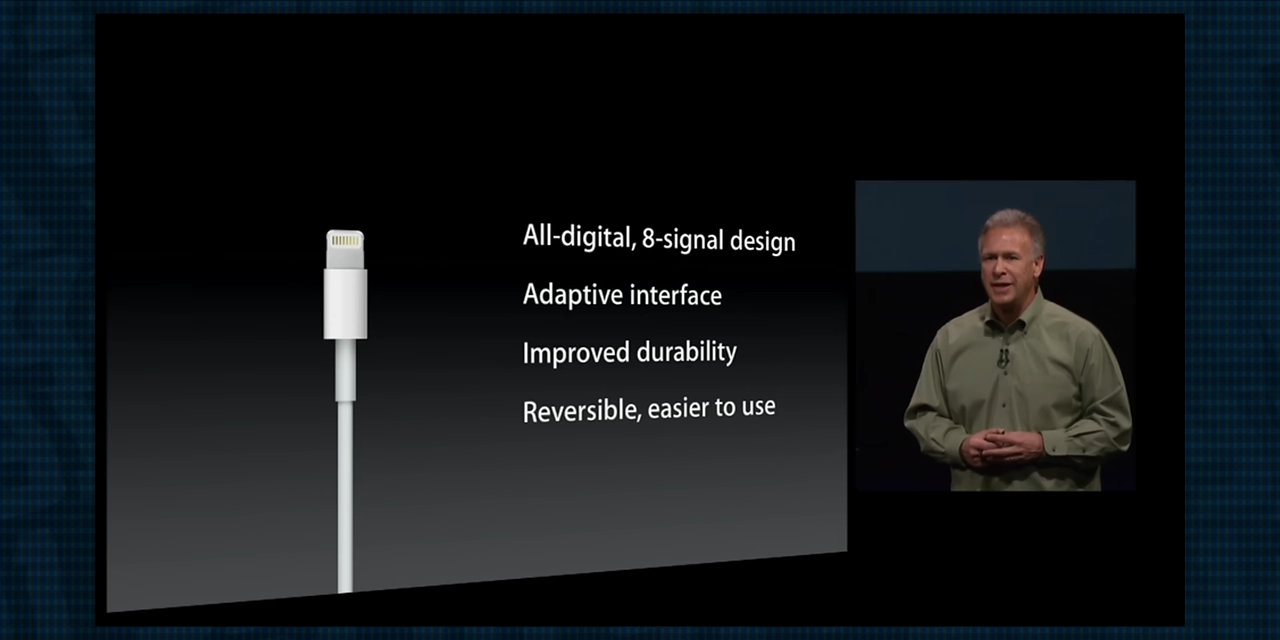 All-digital, 8-signal design
Adaptive interface
Improved durability
Reversible, easier to use